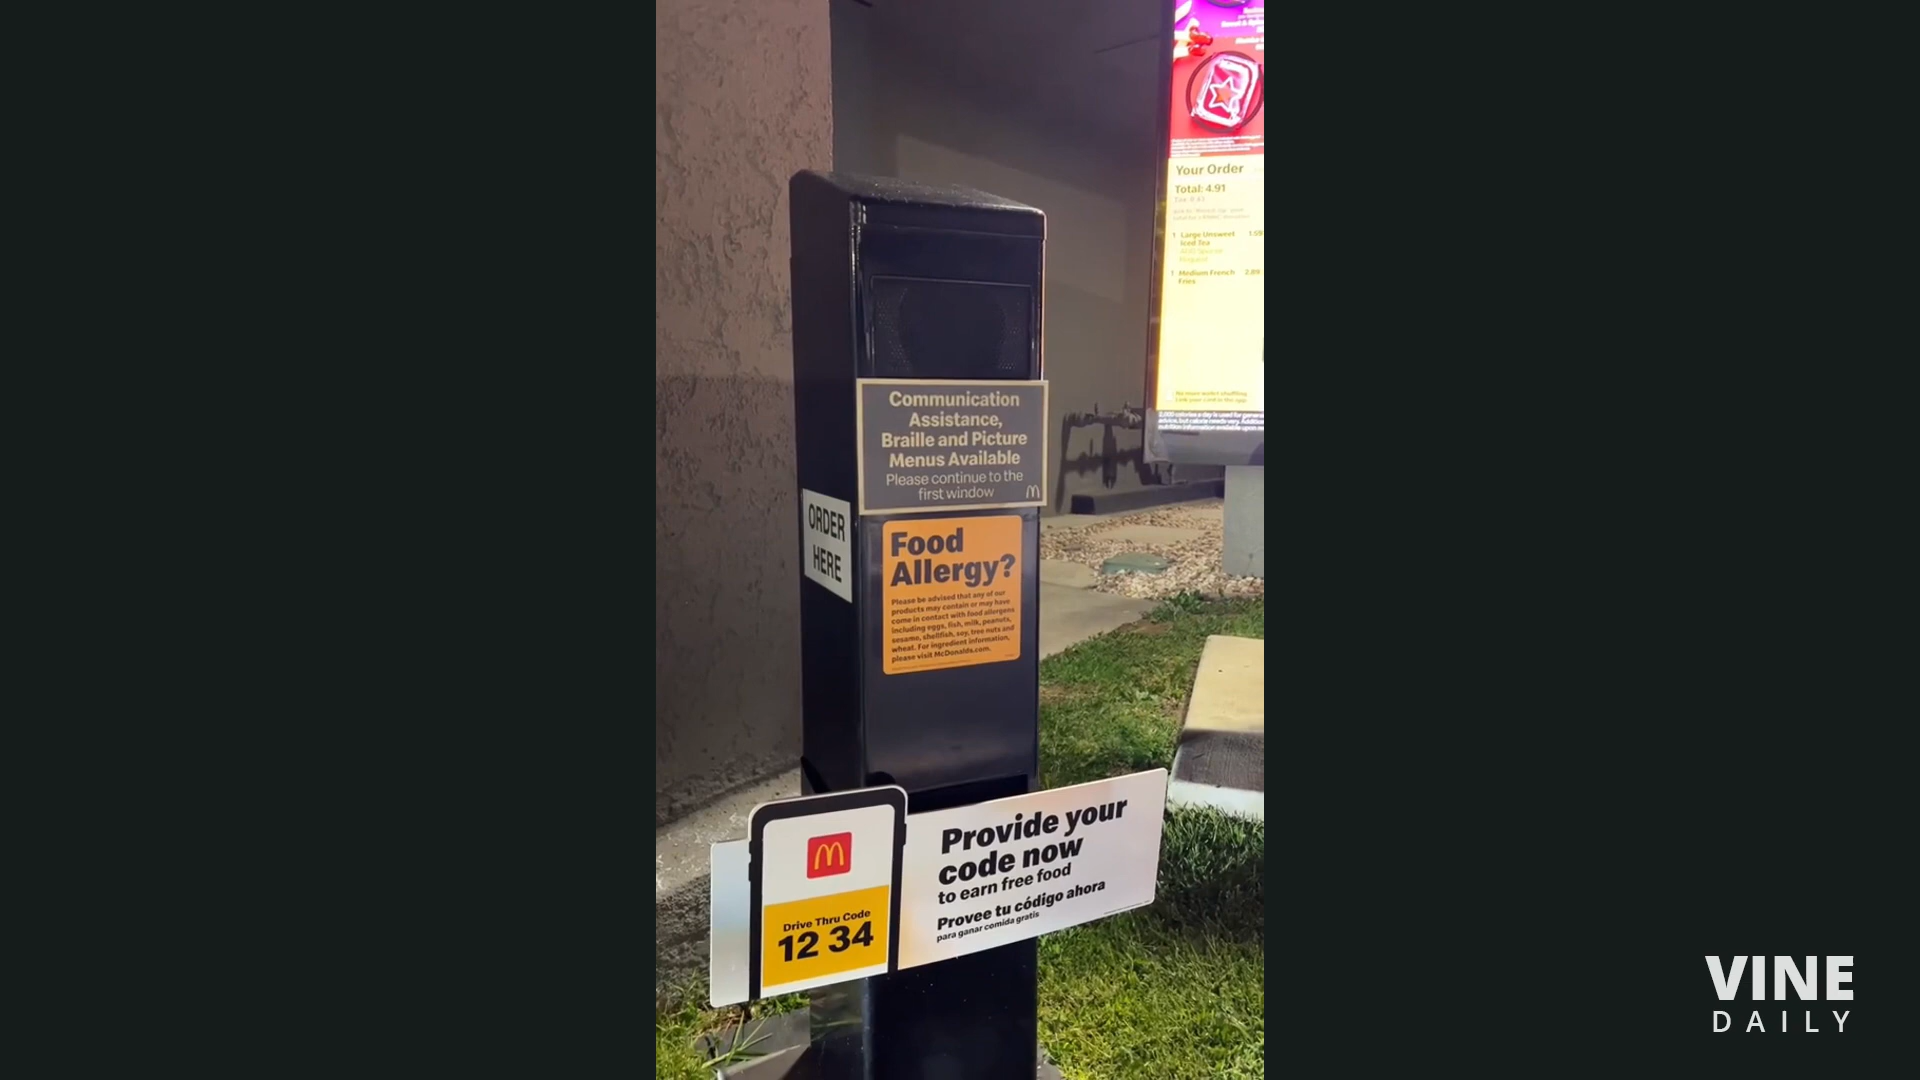 Your Order
Total: 4.91
1 Large Unsweet 1.59
Iced Tea
1 Medium French 2.89
Fries
Communication
Assistance,
Braille and Picture
Menus Available
Please continue to the
first window
ORDER
HERE
Food
Allergy?
Please be advised that any of our
products may contain or may have
come in contact with food allergens
including eggs, fish, milk, peanuts,
sesame, shellfish, soy, tree nuts and
wheat. For ingredient information,
please visit McDonalds.com.
Provide your
code now
to earn free food
Provee tu código ahora
para ganar comida gratis
Drive Thru Code
12 34
VINE
DAILY